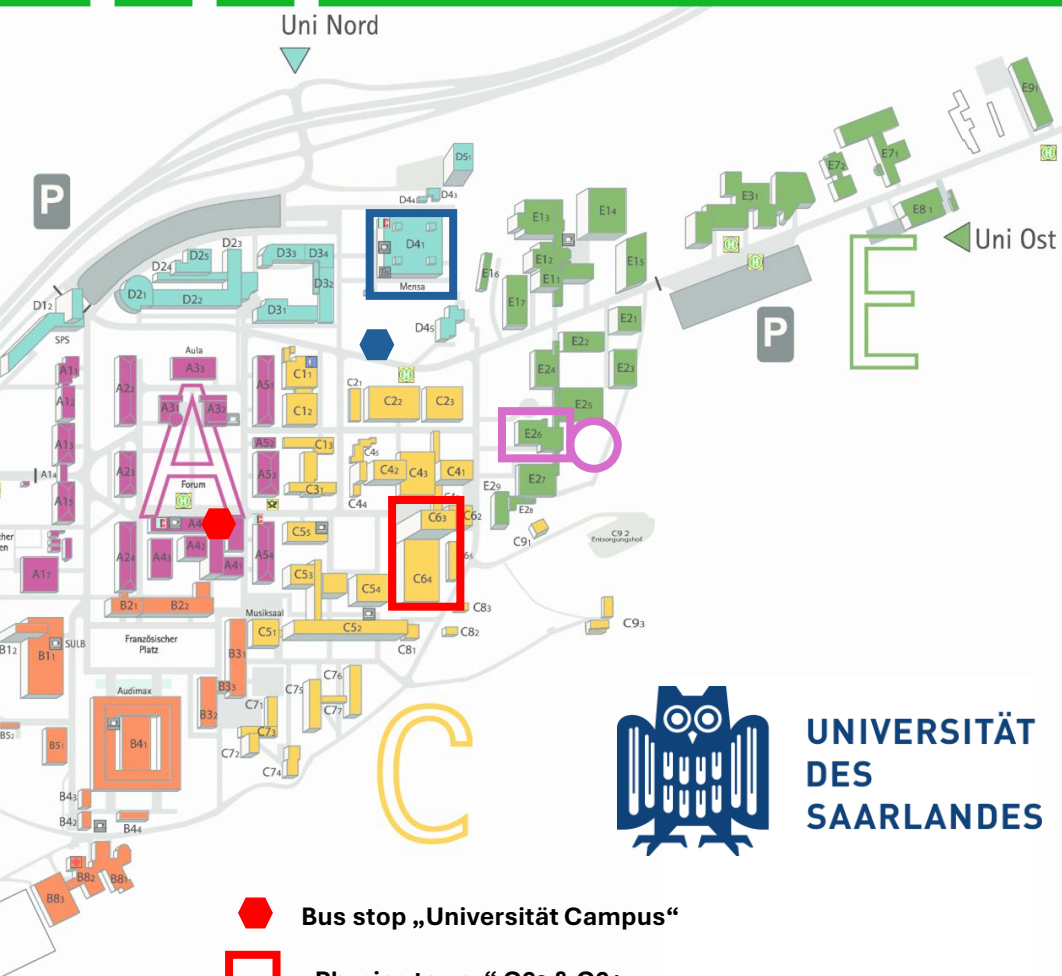 Uni Nord
P
D51
D44
D43
D41
Mensa
D23
D25
D24
D33
D34
D32
D21
D22
D31
D12
SPS
D45
E91
E72
E71
E31
E81
Uni Ost
E
E13
E14
E12
E11
E15
E16
E17
E21
E22
E24
E23
E25
E26
E27
E28
E29
P
Aula
A33
A11
A12
A13
A14
A15
A17
A22
A23
A24
A31
A32
A
Forum
A51
A52
A53
A54
A43
A42
A41
C11
C12
C13
C21
C22
C23
C31
C45
C42
C43
C41
C44
C55
C53
C54
C63
C62
C64
C91
C9 2
Entsorgungshof
C93
C83
C82
C81
Musiksaal
C51
C52
B21
B22
Französischer
Platz
SULB
B12
B11
B31
B33
B32
Audimax
B41
B52
B51
B43
B42
B44
B82
B81
B83
C71
C73
C72
C74
C75
C76
C77
C
UNIVERSITÄT
DES
SAARLANDES
Bus stop „Universität Campus“